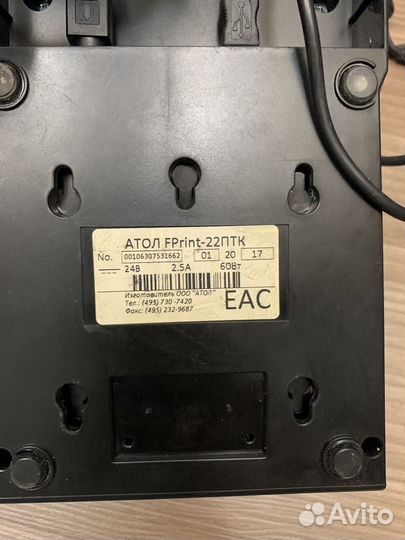 АТОЛ FPrint-22ПТК
No. 00106307531662 01 20 17
24В 2.5А 60Вт
Изготовитель ООО "АТОЛ"
Тел.: (495) 730-7420
Факс: (495) 232-9687
EAC
Avito